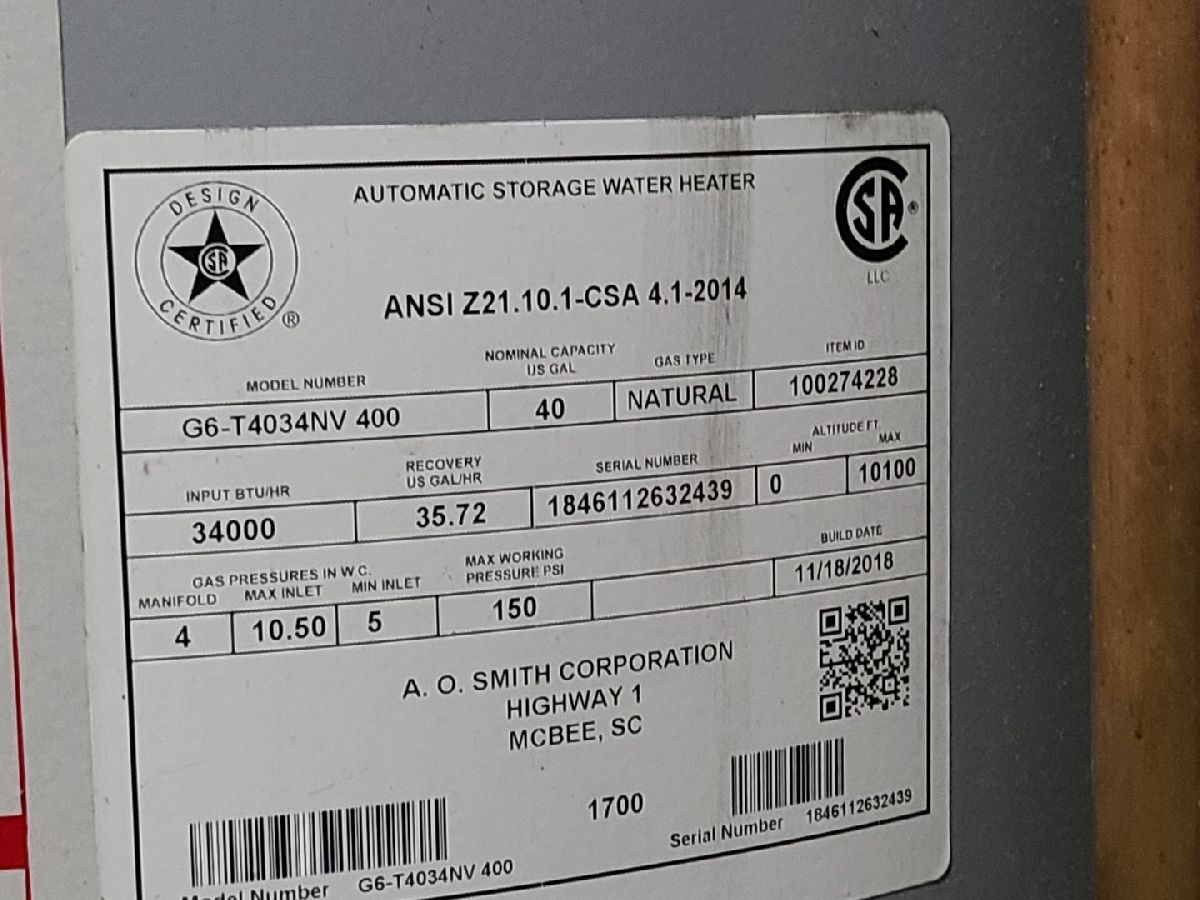 DESIGN
CSA
CERTIFIED ®
AUTOMATIC STORAGE WATER HEATER
CSA ®
LLC
ANSI Z21.10.1-CSA 4.1-2014
MODEL NUMBER NOMINAL CAPACITY US GAL GAS TYPE ITEM ID
G6-T4034NV 400 40 NATURAL 100274228
INPUT BTU/HR RECOVERY US GAL/HR SERIAL NUMBER ALTITUDE FT. MIN MAX
34000 35.72 1846112632439 0 10100
GAS PRESSURES IN W.C. MAX WORKING PRESSURE PSI BUILD DATE
MANIFOLD MAX INLET MIN INLET
4 10.50 5 150 11/18/2018
A. O. SMITH CORPORATION
HIGHWAY 1
MCBEE, SC
1700
Serial Number 1846112632439
Model Number G6-T4034NV 400